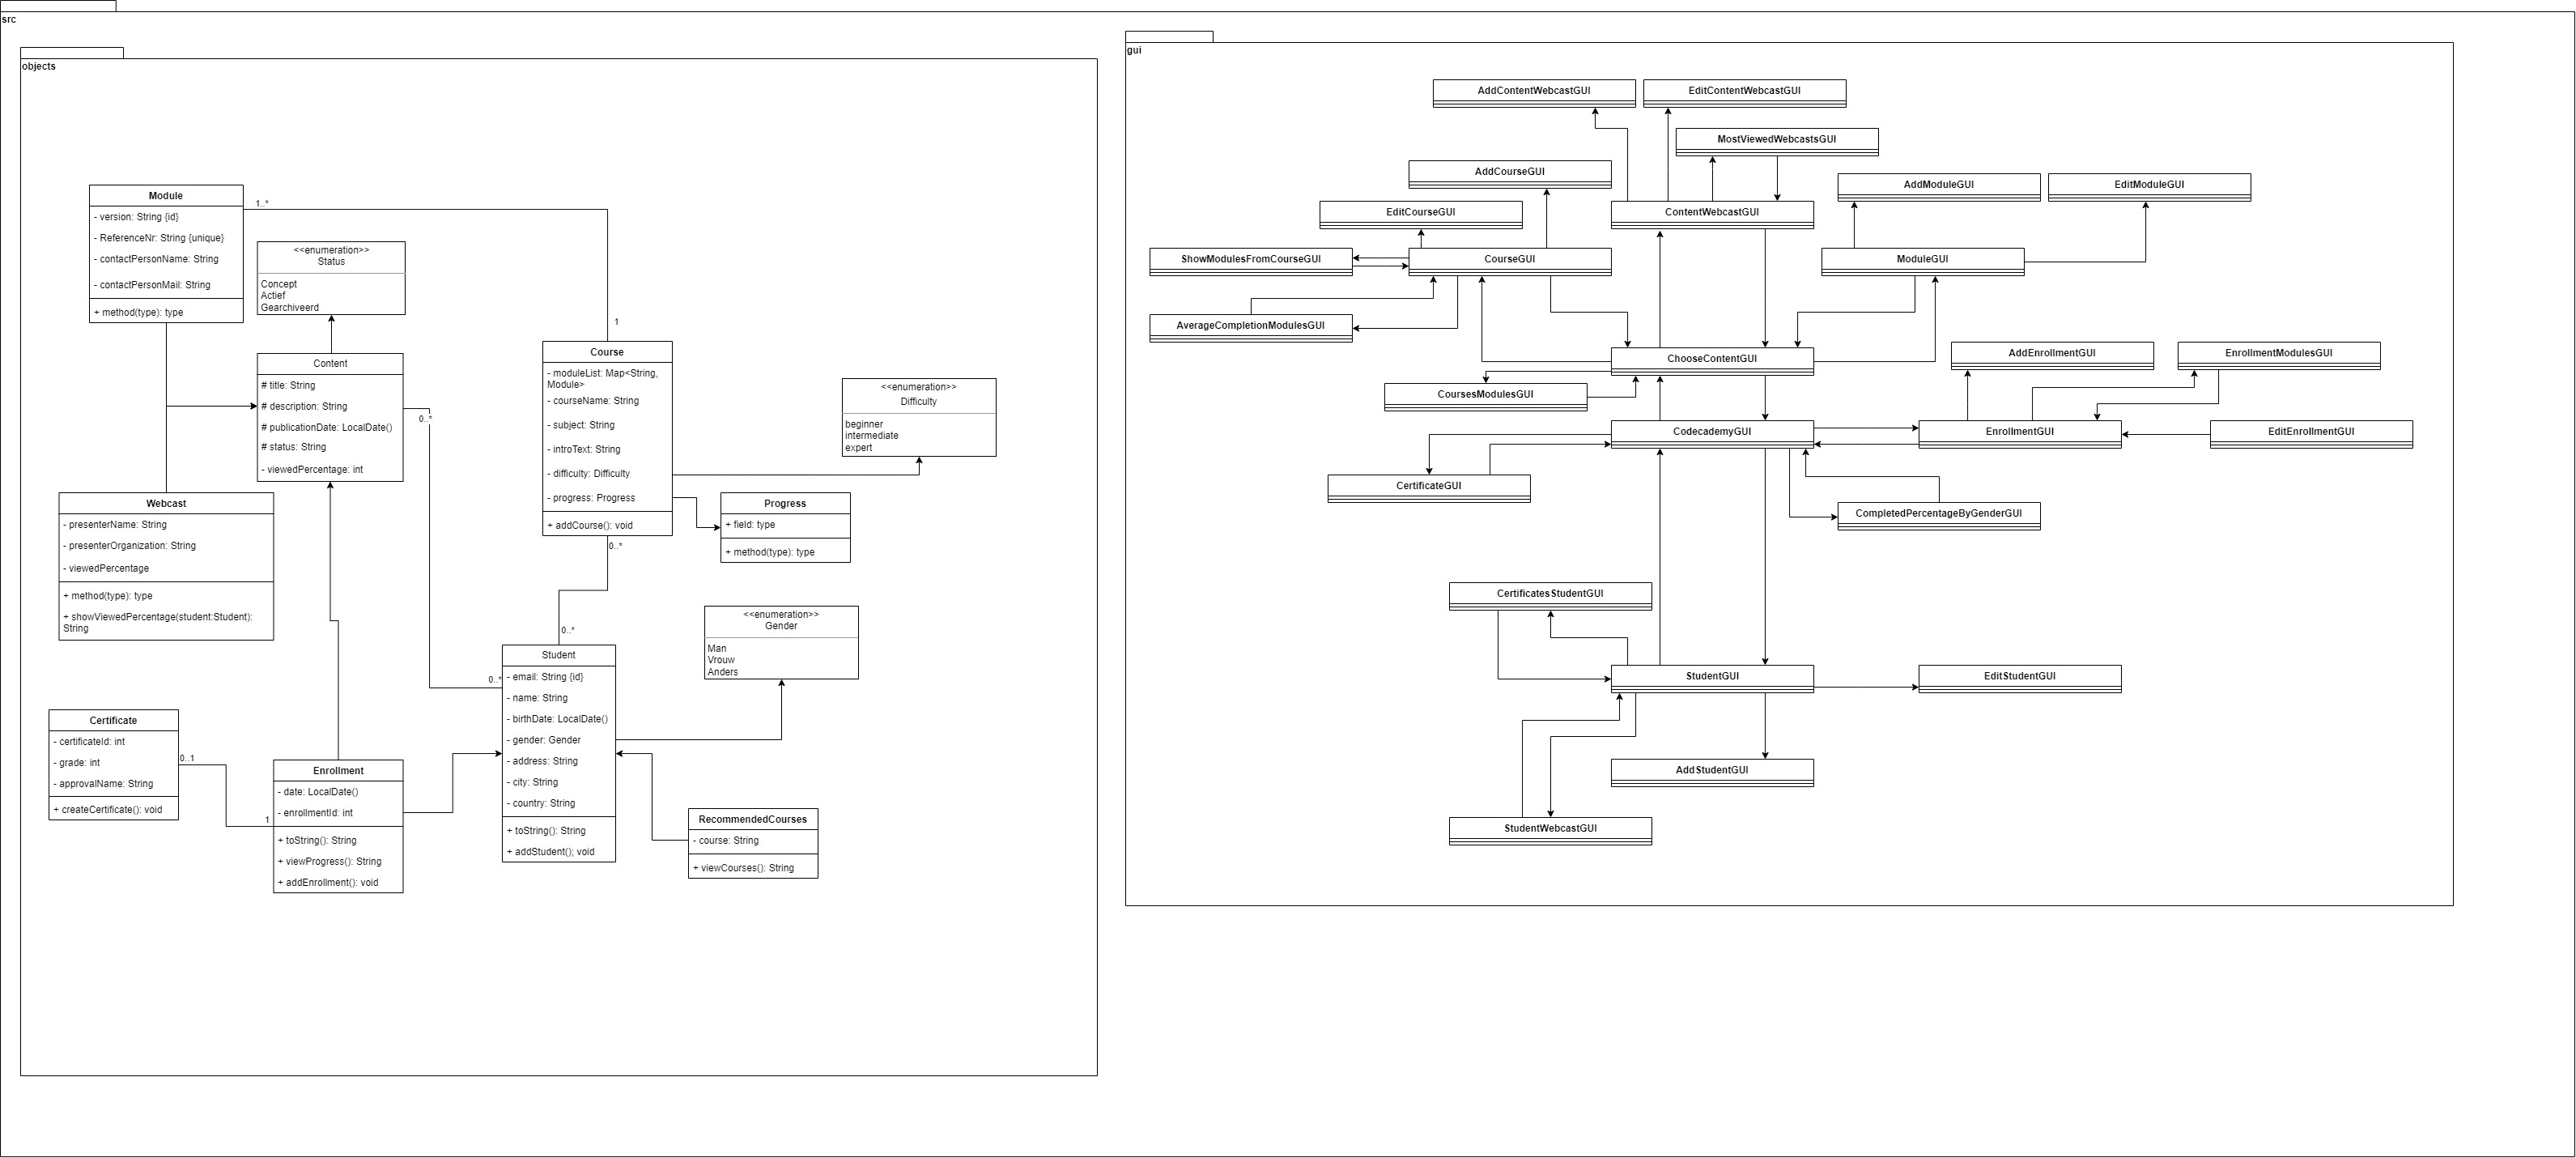 src
objects
Module
- version: String {id}
- ReferenceNr: String {unique}
- contactPersonName: String
- contactPersonMail: String
+ method(type): type
1..*
1
<<enumeration>>
Status
Concept
Actief
Gearchiveerd
Content
# title: String
# description: String
# publicationDate: LocalDate()
# status: String
- viewedPercentage: int
0..*
0..*
Webcast
- presenterName: String
- presenterOrganization: String
- viewedPercentage
+ method(type): type
+ showViewedPercentage(student:Student):
String
Course
- moduleList: Map<String,
Module>
- courseName: String
- subject: String
- introText: String
- difficulty: Difficulty
- progress: Progress
+ addCourse(): void
0..*
0..*
<<enumeration>>
Difficulty
beginner
intermediate
expert
Progress
+ field: type
+ method(type): type
<<enumeration>>
Gender
Man
Vrouw
Anders
Student
- email: String {id}
- name: String
- birthDate: LocalDate()
- gender: Gender
- address: String
- city: String
- country: String
+ toString(): String
+ addStudent(); void
Certificate
- certificateId: int
- grade: int
- approvalName: String
+ createCertificate(): void
0..1
1
Enrollment
- date: LocalDate()
- enrollmentId: int
+ toString(): String
+ viewProgress(): String
+ addEnrollment(): void
RecommendedCourses
- course: String
+ viewCourses(): String
gui
AddContentWebcastGUI
EditContentWebcastGUI
MostViewedWebcastsGUI
AddCourseGUI
AddModuleGUI
EditModuleGUI
EditCourseGUI
ContentWebcastGUI
ShowModulesFromCourseGUI
CourseGUI
ModuleGUI
AverageCompletionModulesGUI
ChooseContentGUI
AddEnrollmentGUI
EnrollmentModulesGUI
CoursesModulesGUI
CodecademyGUI
EnrollmentGUI
EditEnrollmentGUI
CertificateGUI
CompletedPercentageByGenderGUI
CertificatesStudentGUI
StudentGUI
EditStudentGUI
AddStudentGUI
StudentWebcastGUI